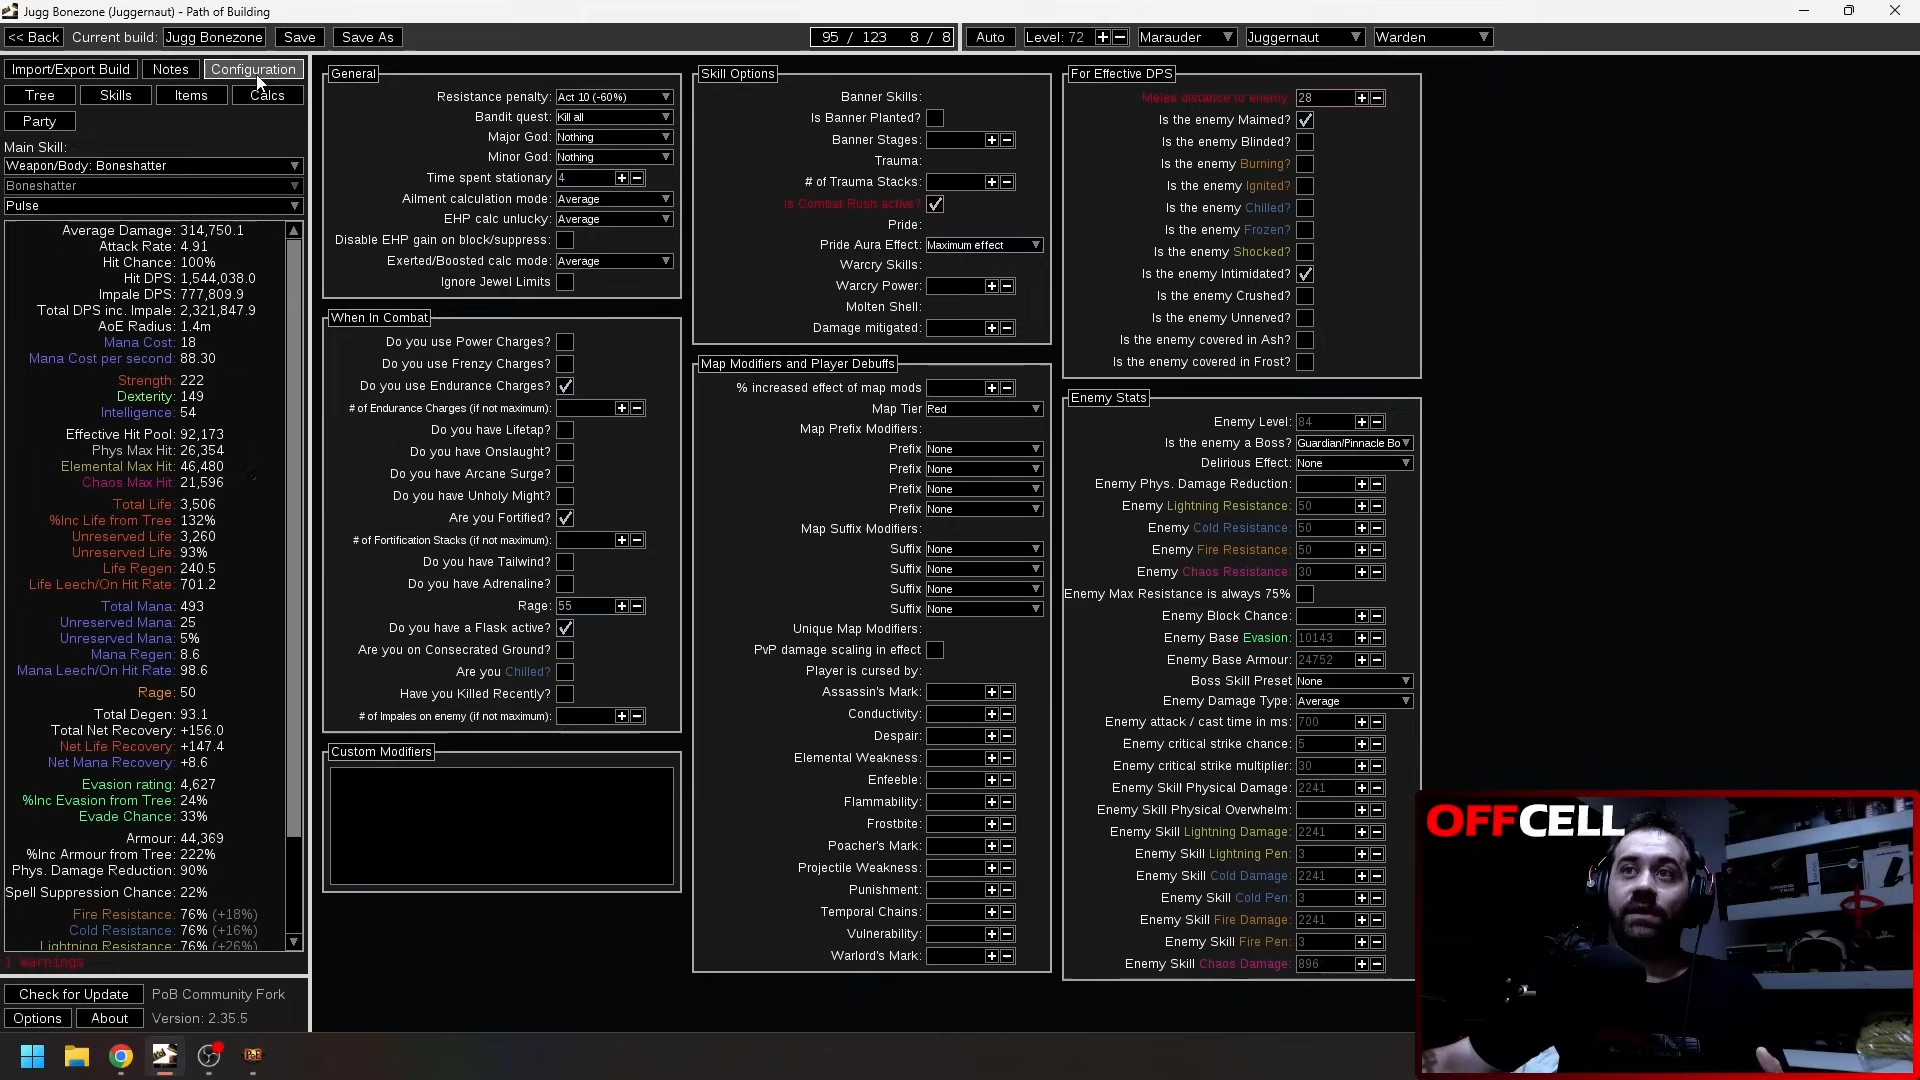 Jugg Bonezone (Juggernaut) - Path of Building
<< Back Current build: Jugg Bonezone Save Save As 95 / 123 8 / 8 Auto Level: 72 Marauder Juggernaut Warden
Import/Export Build Notes Configuration
Tree Skills Items Calcs
Party
Main Skill:
Weapon/Body: Boneshatter
Boneshatter
Pulse
Average Damage: 314,750.1
Attack Rate: 4.91
Hit Chance: 100%
Hit DPS: 1,544,038.0
Impale DPS: 777,809.9
Total DPS inc. Impale: 2,321,847.9
AoE Radius: 1.4m
Mana Cost: 18
Mana Cost per second: 88.30
Strength: 222
Dexterity: 149
Intelligence: 54
Effective Hit Pool: 92,173
Phys Max Hit: 26,354
Elemental Max Hit: 46,480
Chaos Max Hit: 21,596
Total Life: 3,506
%Inc Life from Tree: 132%
Unreserved Life: 3,260
Unreserved Life: 93%
Life Regen: 240.5
Life Leech/On Hit Rate: 701.2
Total Mana: 493
Unreserved Mana: 25
Unreserved Mana: 5%
Mana Regen: 8.6
Mana Leech/On Hit Rate: 98.6
Rage: 50
Total Degen: 93.1
Total Net Recovery: +156.0
Net Life Recovery: +147.4
Net Mana Recovery: +8.6
Evasion rating: 4,627
%Inc Evasion from Tree: 24%
Evade Chance: 33%
Armour: 44,369
%Inc Armour from Tree: 222%
Phys. Damage Reduction: 90%
Spell Suppression Chance: 22%
Fire Resistance: 76% (+18%)
Cold Resistance: 76% (+16%)
Lightning Resistance: 76% (+26%)
1 warnings
Check for Update PoB Community Fork
Options About Version: 2.35.5
General
Resistance penalty: Act 10 (-60%)
Bandit quest: Kill all
Major God: Nothing
Minor God: Nothing
Time spent stationary 4
Ailment calculation mode: Average
EHP calc unlucky: Average
Disable EHP gain on block/suppress:
Exerted/Boosted calc mode: Average
Ignore Jewel Limits
When In Combat
Do you use Power Charges?
Do you use Frenzy Charges?
Do you use Endurance Charges?
# of Endurance Charges (if not maximum):
Do you have Lifetap?
Do you have Onslaught?
Do you have Arcane Surge?
Do you have Unholy Might?
Are you Fortified?
# of Fortification Stacks (if not maximum):
Do you have Tailwind?
Do you have Adrenaline?
Rage: 55
Do you have a Flask active?
Are you on Consecrated Ground?
Are you Chilled?
Have you Killed Recently?
# of Impales on enemy (if not maximum):
Custom Modifiers
Skill Options
Banner Skills:
Is Banner Planted?
Banner Stages:
Trauma:
# of Trauma Stacks:
Is Combat Rush active?
Pride:
Pride Aura Effect: Maximum effect
Warcry Skills:
Warcry Power:
Molten Shell:
Damage mitigated:
Map Modifiers and Player Debuffs
% increased effect of map mods
Map Tier Red
Map Prefix Modifiers:
Prefix None
Prefix None
Prefix None
Prefix None
Map Suffix Modifiers:
Suffix None
Suffix None
Suffix None
Suffix None
Unique Map Modifiers:
PvP damage scaling in effect
Player is cursed by:
Assassin's Mark:
Conductivity:
Despair:
Elemental Weakness:
Enfeeble:
Flammability:
Frostbite:
Poacher's Mark:
Projectile Weakness:
Punishment:
Temporal Chains:
Vulnerability:
Warlord's Mark:
For Effective DPS
Melee distance to enemy: 28
Is the enemy Maimed?
Is the enemy Blinded?
Is the enemy Burning?
Is the enemy Ignited?
Is the enemy Chilled?
Is the enemy Frozen?
Is the enemy Shocked?
Is the enemy Intimidated?
Is the enemy Crushed?
Is the enemy Unnerved?
Is the enemy covered in Ash?
Is the enemy covered in Frost?
Enemy Stats
Enemy Level: 84
Is the enemy a Boss? Guardian/Pinnacle Bo
Delirious Effect: None
Enemy Phys. Damage Reduction:
Enemy Lightning Resistance: 50
Enemy Cold Resistance: 50
Enemy Fire Resistance: 50
Enemy Chaos Resistance: 30
Enemy Max Resistance is always 75%
Enemy Block Chance:
Enemy Base Evasion: 10143
Enemy Base Armour: 24752
Boss Skill Preset None
Enemy Damage Type: Average
Enemy attack / cast time in ms: 700
Enemy critical strike chance: 5
Enemy critical strike multiplier: 30
Enemy Skill Physical Damage: 2241
Enemy Skill Physical Overwhelm:
Enemy Skill Lightning Damage: 2241
Enemy Skill Lightning Pen: 3
Enemy Skill Cold Damage: 2241
Enemy Skill Cold Pen: 3
Enemy Skill Fire Damage: 2241
Enemy Skill Fire Pen: 3
Enemy Skill Chaos Damage: 896
OFFCELL